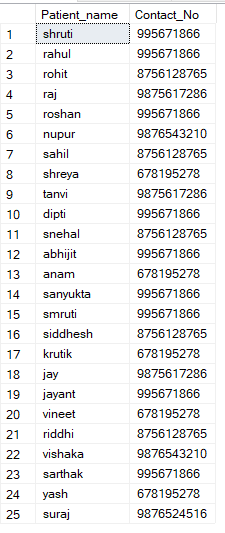 Patient_name Contact_No
1 shruti 995671866
2 rahul 995671866
3 rohit 8756128765
4 raj 9875617286
5 roshan 995671866
6 nupur 9876543210
7 sahil 8756128765
8 shreya 678195278
9 tanvi 9875617286
10 dipti 995671866
11 snehal 8756128765
12 abhijit 995671866
13 anam 678195278
14 sanyukta 995671866
15 smruti 995671866
16 siddhesh 8756128765
17 krutik 678195278
18 jay 9875617286
19 jayant 995671866
20 vineet 678195278
21 riddhi 8756128765
22 vishaka 9876543210
23 sarthak 995671866
24 yash 678195278
25 suraj 9876524516